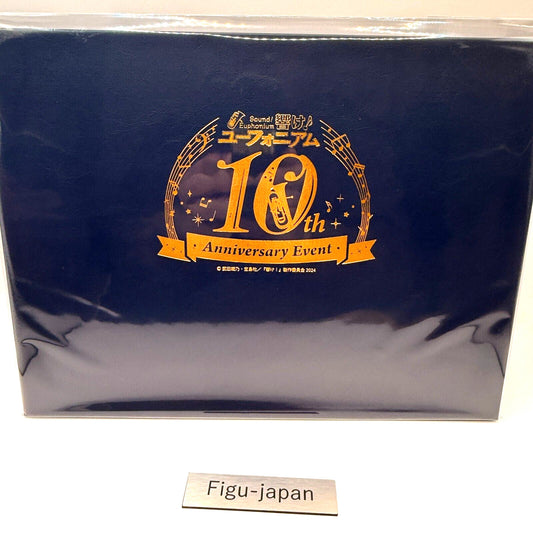 Sound!
Euphonium 響け!
ユーフォニアム
10th
Anniversary Event
© 武田綾乃・宝島社/『響け!』製作委員会 2024
Figu-japan